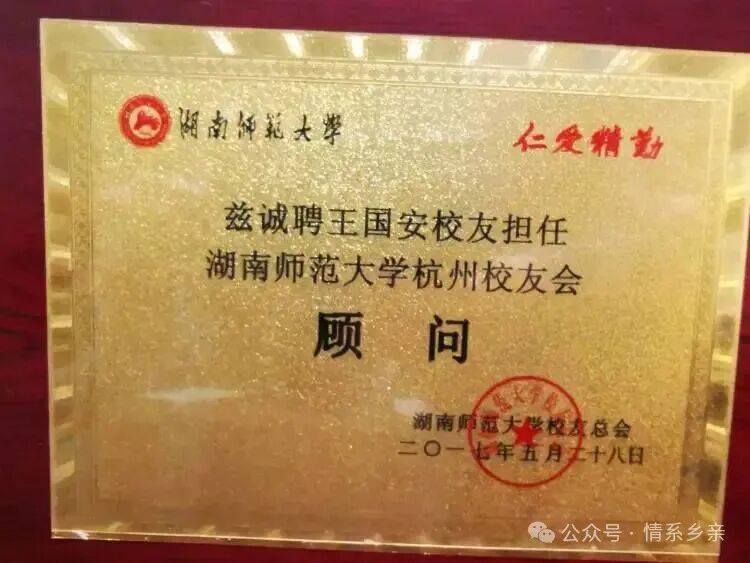 湖南师范大学
仁爱精勤
兹诚聘王国安校友担任
湖南师范大学杭州校友会
顾 问
湖南师范大学校友总会
二〇一七年五月二十八日
公众号·情系乡亲